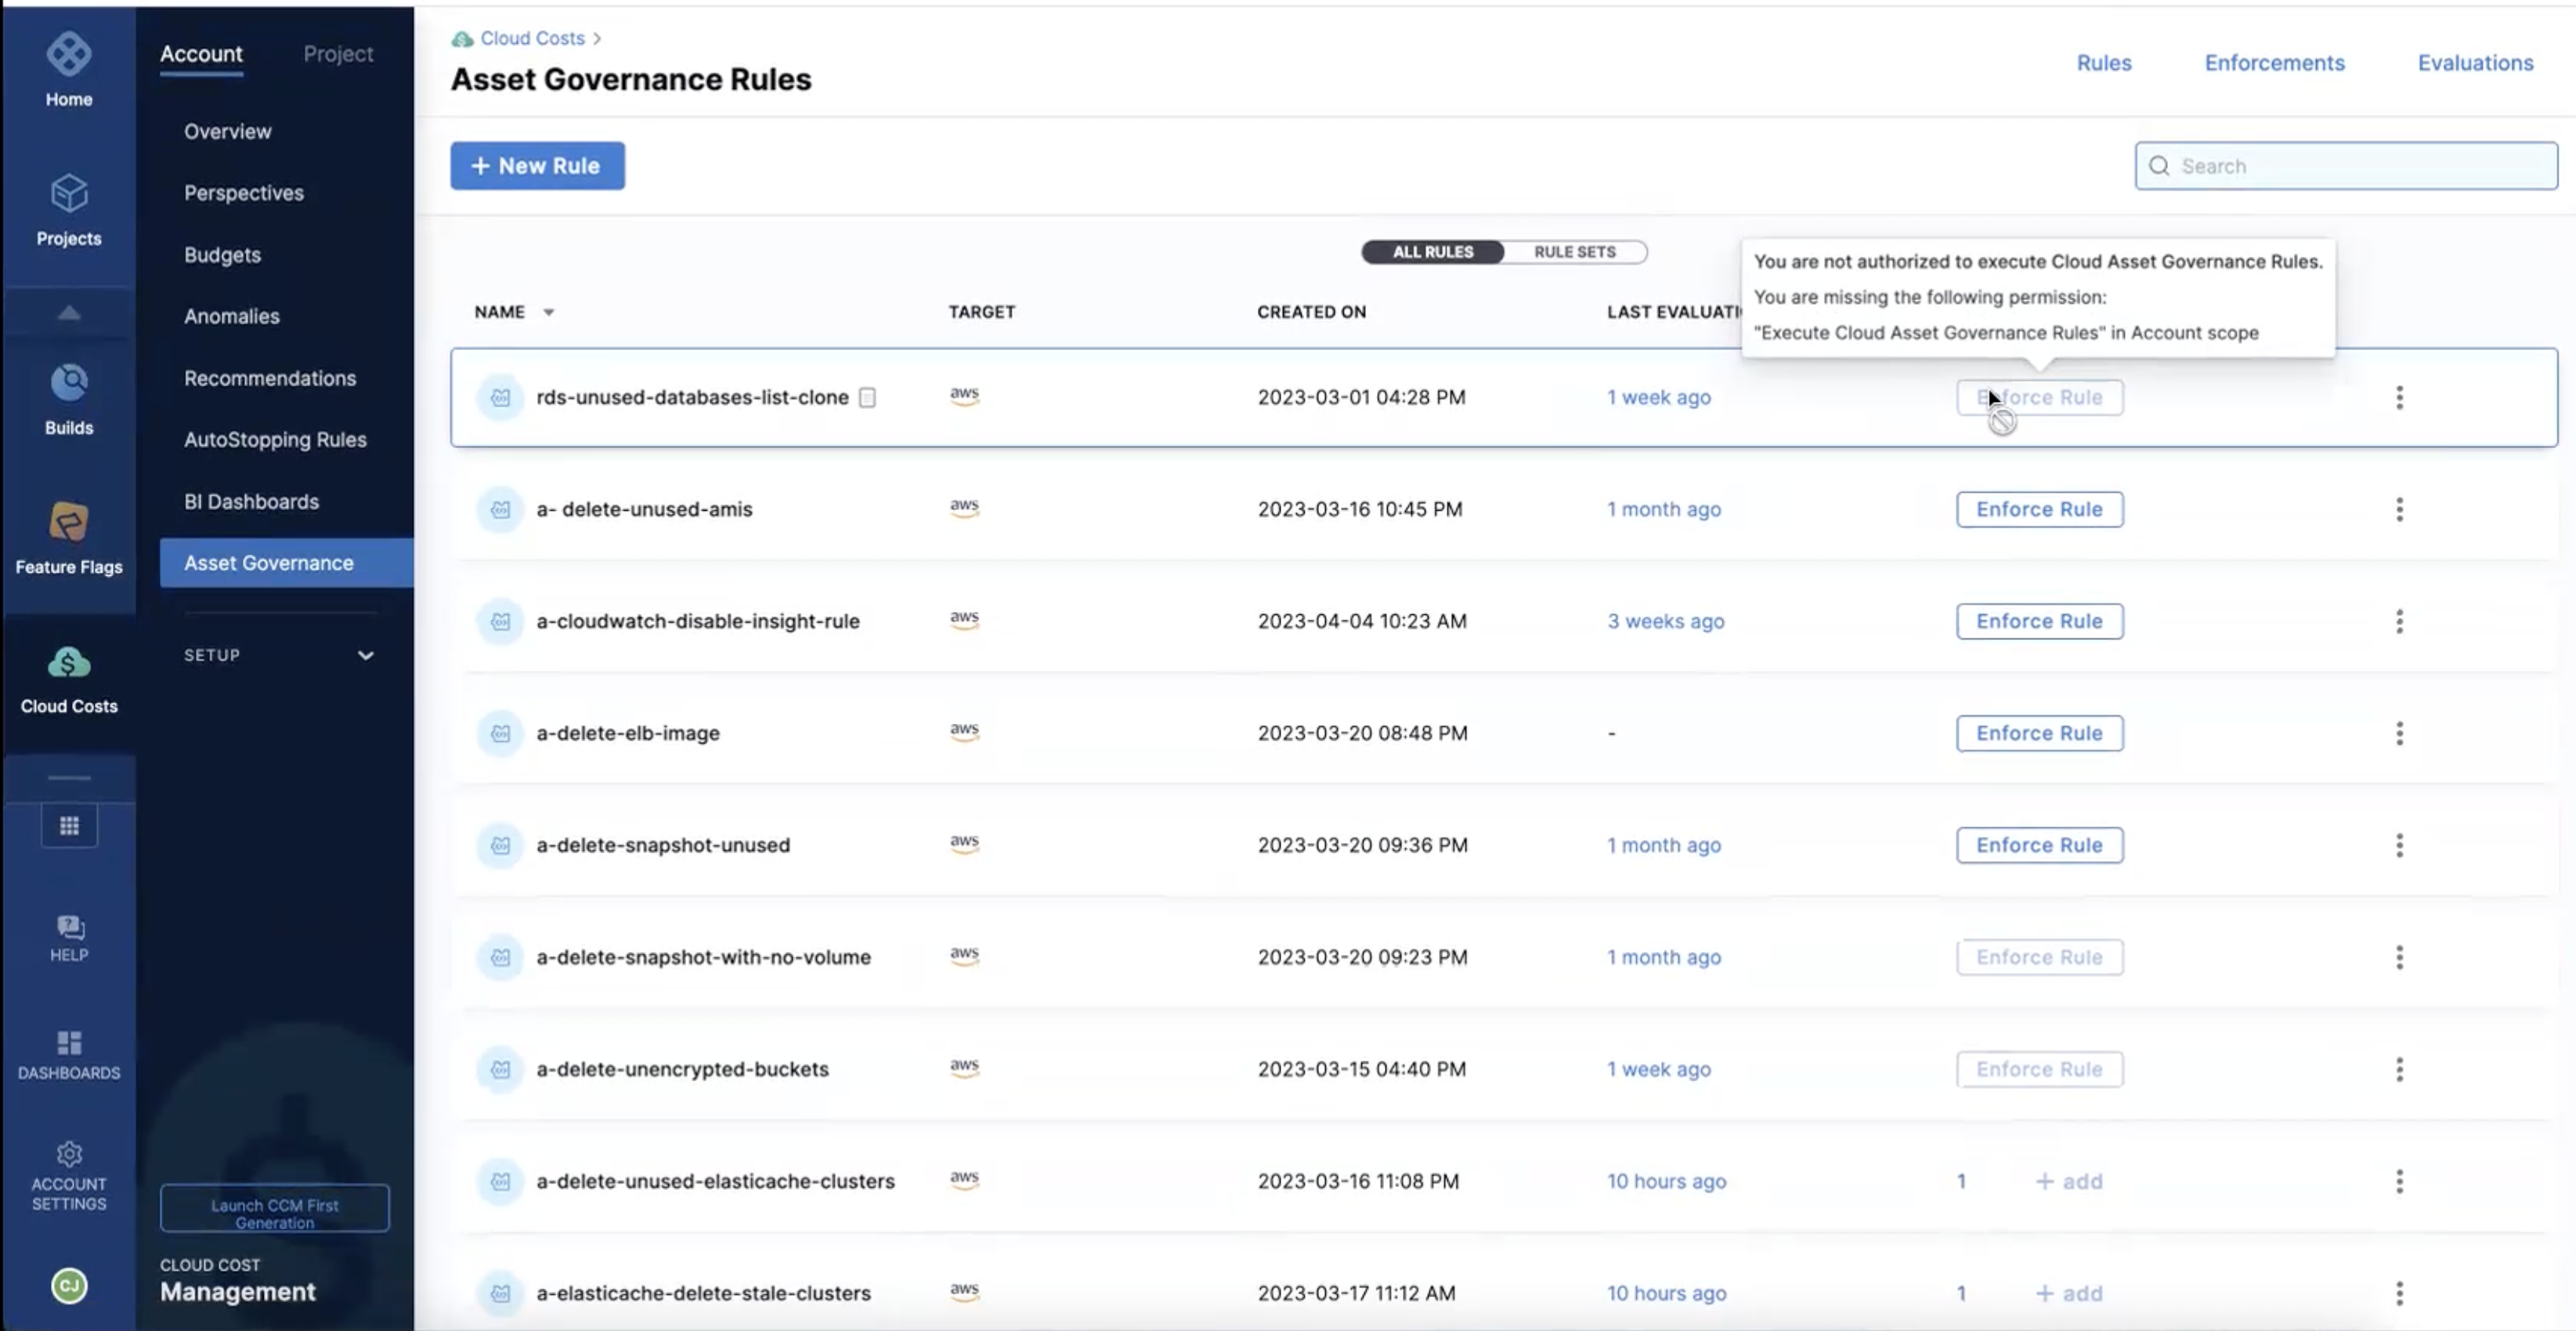 Home
Projects
Builds
Feature Flags
Cloud Costs
HELP
DASHBOARDS
ACCOUNT
SETTINGS
CJ
Account Project
Overview
Perspectives
Budgets
Anomalies
Recommendations
AutoStopping Rules
BI Dashboards
Asset Governance
SETUP
Launch CCM First
Generation
CLOUD COST
Management
Cloud Costs >
Asset Governance Rules
Rules Enforcements Evaluations
+ New Rule
Search
ALL RULES RULE SETS
You are not authorized to execute Cloud Asset Governance Rules.
You are missing the following permission:
"Execute Cloud Asset Governance Rules" in Account scope
NAME TARGET CREATED ON LAST EVALUATI
rds-unused-databases-list-clone aws 2023-03-01 04:28 PM 1 week ago Enforce Rule
a- delete-unused-amis aws 2023-03-16 10:45 PM 1 month ago Enforce Rule
a-cloudwatch-disable-insight-rule aws 2023-04-04 10:23 AM 3 weeks ago Enforce Rule
a-delete-elb-image aws 2023-03-20 08:48 PM - Enforce Rule
a-delete-snapshot-unused aws 2023-03-20 09:36 PM 1 month ago Enforce Rule
a-delete-snapshot-with-no-volume aws 2023-03-20 09:23 PM 1 month ago Enforce Rule
a-delete-unencrypted-buckets aws 2023-03-15 04:40 PM 1 week ago Enforce Rule
a-delete-unused-elasticache-clusters aws 2023-03-16 11:08 PM 10 hours ago 1 + add
a-elasticache-delete-stale-clusters aws 2023-03-17 11:12 AM 10 hours ago 1 + add